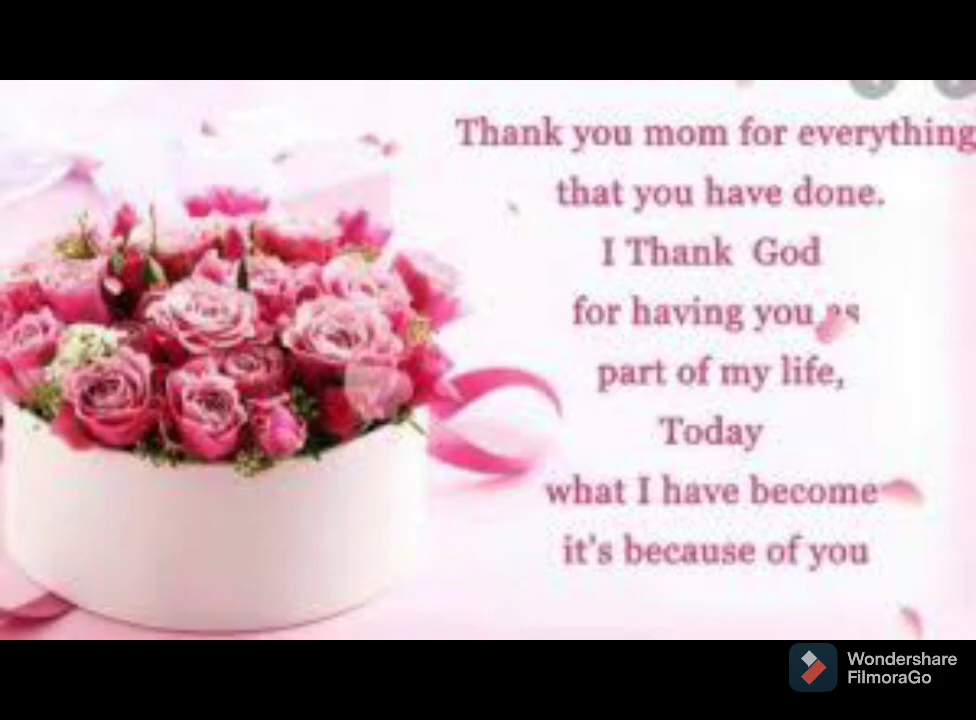 Thank you mom for everything
that you have done.
I Thank God
for having you as
part of my life,
Today
what I have become
it's because of you
Wondershare
FilmoraGo